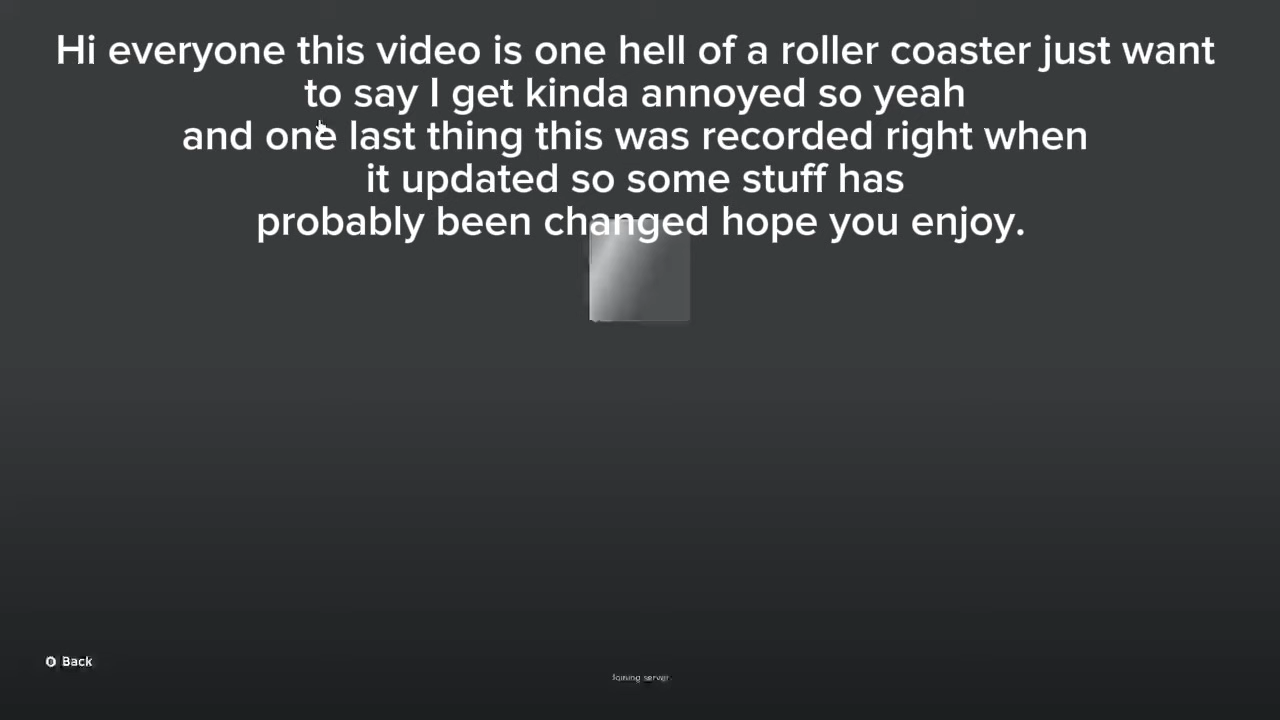 Hi everyone this video is one hell of a roller coaster just want
to say I get kinda annoyed so yeah
and one last thing this was recorded right when
it updated so some stuff has
probably been changed hope you enjoy.
Back
Joining server